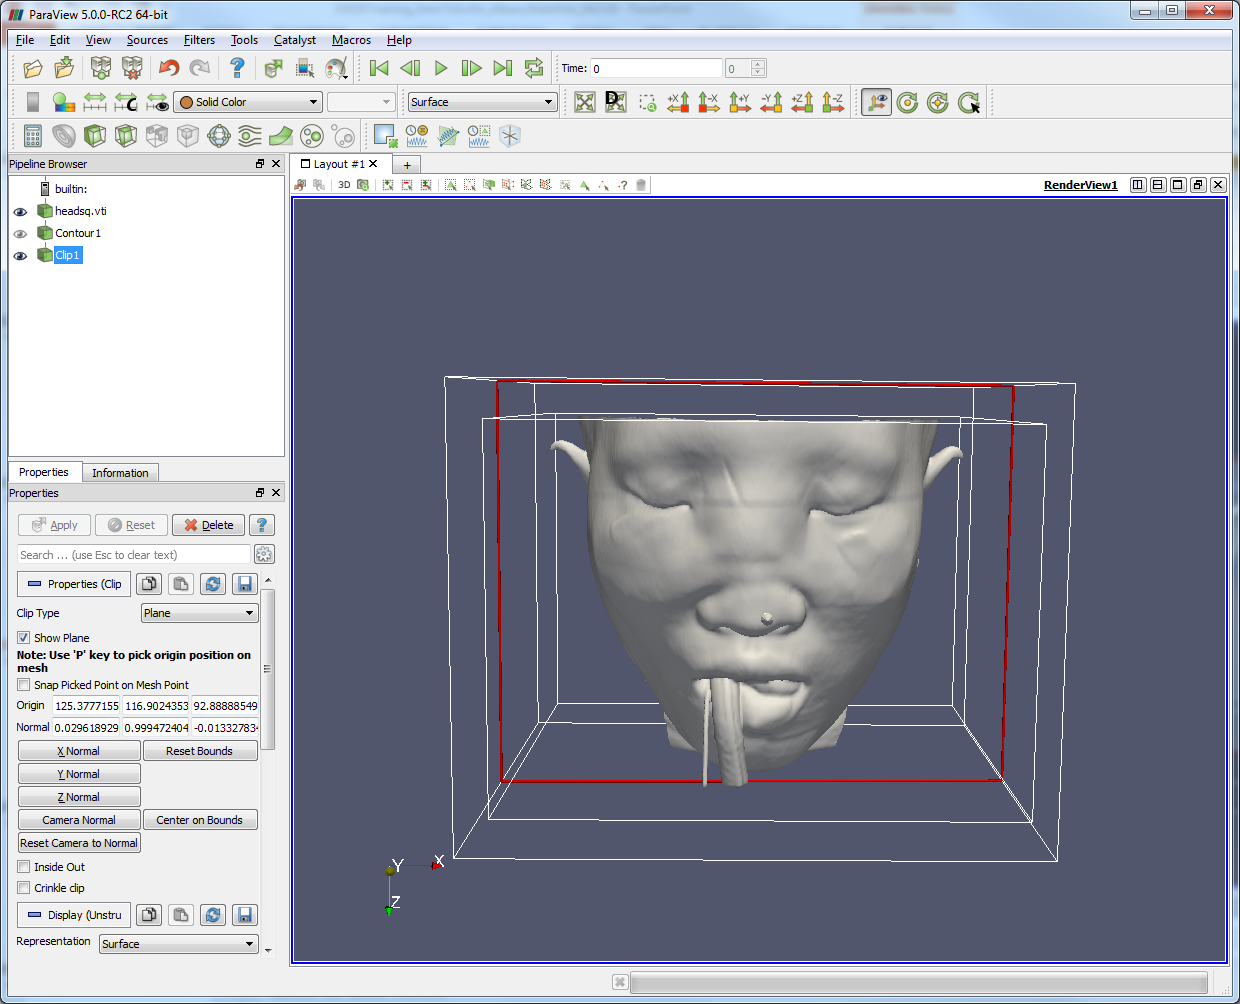 ParaView 5.0.0-RC2 64-bit
File Edit View Sources Filters Tools Catalyst Macros Help
Time: 0 0
Solid Color Surface
+X -X +Y -Y +Z -Z
Pipeline Browser
Layout #1
3D
RenderView1
builtin:
headsq.vti
Contour1
Clip1
Properties Information
Properties
Apply Reset Delete ?
Search ... (use Esc to clear text)
Properties (Clip
Clip Type Plane
Show Plane
Note: Use 'P' key to pick origin position on
mesh
Snap Picked Point on Mesh Point
Origin 125.3777155 116.9024353 92.88888549
Normal 0.029618929 0.999472404 -0.01332783
X Normal Reset Bounds
Y Normal
Z Normal
Camera Normal Center on Bounds
Reset Camera to Normal
Inside Out
Crinkle clip
Display (Unstru
Representation Surface
Y X
Z